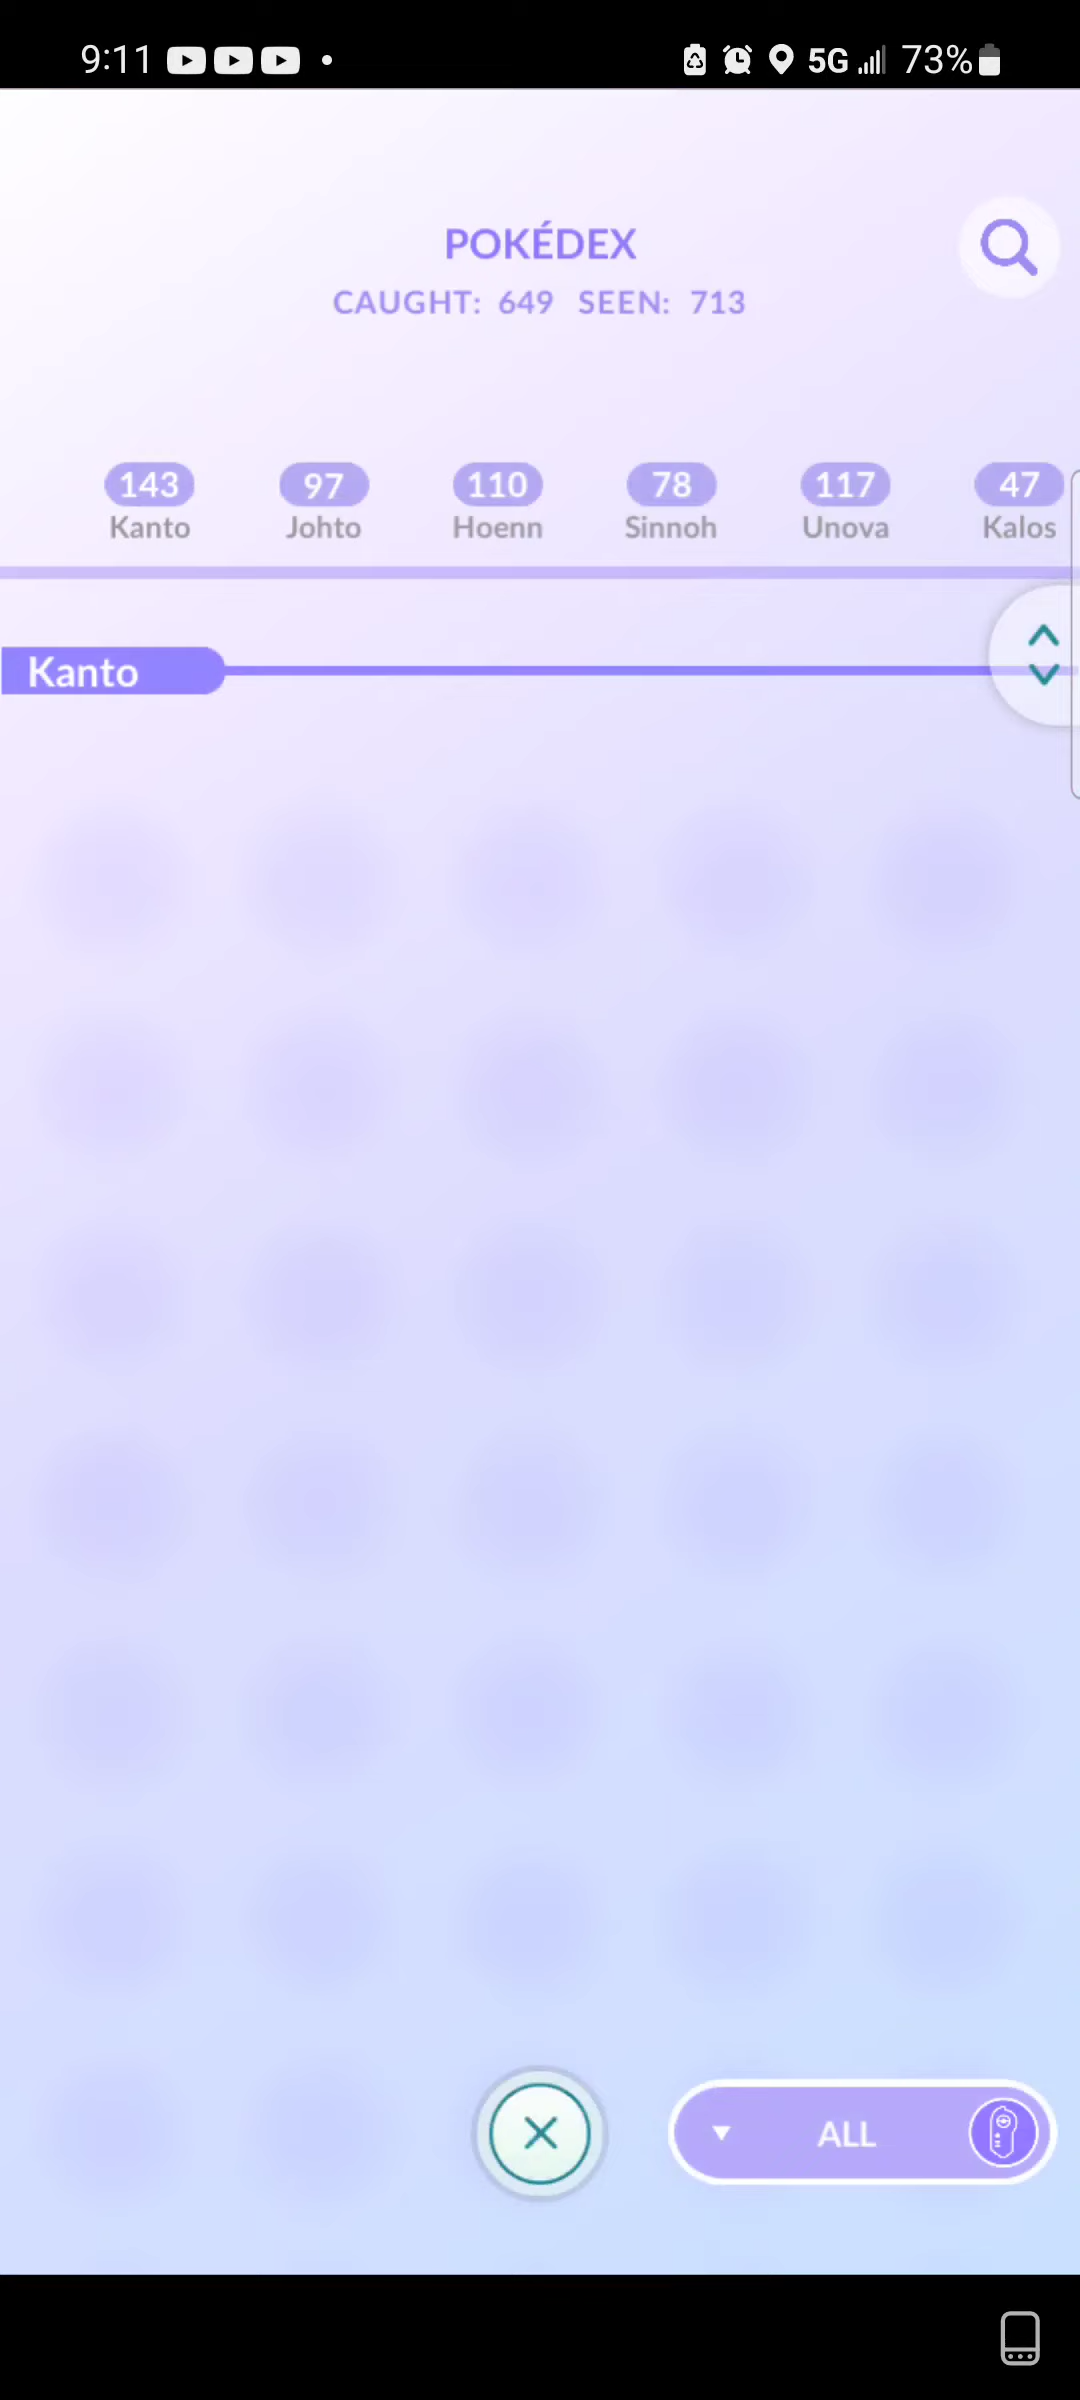 9:11 5G 73%
POKÉDEX
CAUGHT: 649 SEEN: 713
143 97 110 78 117 47
Kanto Johto Hoenn Sinnoh Unova Kalos
Kanto
ALL